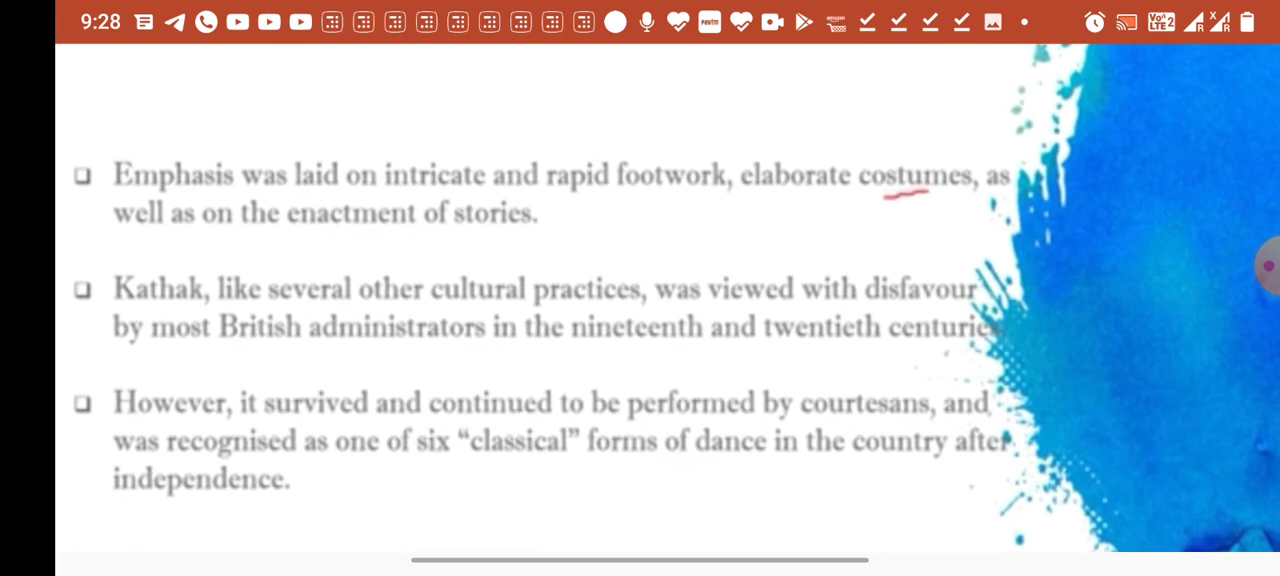 9:28
Emphasis was laid on intricate and rapid footwork, elaborate costumes, as
well as on the enactment of stories.
Kathak, like several other cultural practices, was viewed with disfavour
by most British administrators in the nineteenth and twentieth centuries
However, it survived and continued to be performed by courtesans, and
was recognised as one of six “classical” forms of dance in the country after
independence.